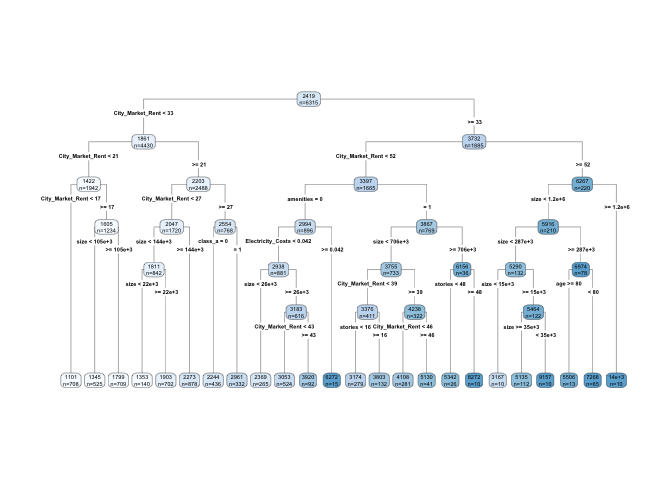 2419
n=6315
City_Market_Rent < 33
>= 33
1861
n=4430
3732
n=1885
City_Market_Rent < 21
>= 21
City_Market_Rent < 52
>= 52
1422
n=1942
2203
n=2488
3397
n=1665
6267
n=220
City_Market_Rent < 17
>= 17
City_Market_Rent < 27
>= 27
amenities = 0
= 1
size < 1.2e+6
>= 1.2e+6
1605
n=1234
2047
n=1720
2554
n=768
2994
n=896
3867
n=769
5916
n=210
size < 105e+3
>= 105e+3
size < 144e+3
>= 144e+3
class_a = 0
= 1
Electricity_Costs < 0.042
>= 0.042
size < 706e+3
>= 706e+3
size < 287e+3
>= 287e+3
1811
n=842
2938
n=881
3755
n=733
6156
n=36
5290
n=132
6974
n=78
size < 22e+3
>= 22e+3
size < 26e+3
>= 26e+3
City_Market_Rent < 39
>= 39
stories < 48
>= 48
size < 15e+3
>= 15e+3
age >= 80
< 80
3183
n=616
3376
n=411
4238
n=322
5464
n=122
City_Market_Rent < 43
>= 43
stories < 16
>= 16
City_Market_Rent < 46
>= 46
size >= 35e+3
< 35e+3
1101
n=708
1345
n=525
1799
n=709
1353
n=140
1903
n=702
2273
n=878
2244
n=436
2961
n=332
2369
n=265
3053
n=524
3920
n=92
6272
n=15
3174
n=279
3803
n=132
4108
n=281
5130
n=41
5342
n=26
8272
n=10
3167
n=10
5135
n=112
9157
n=10
5506
n=13
7268
n=65
14e+3
n=10